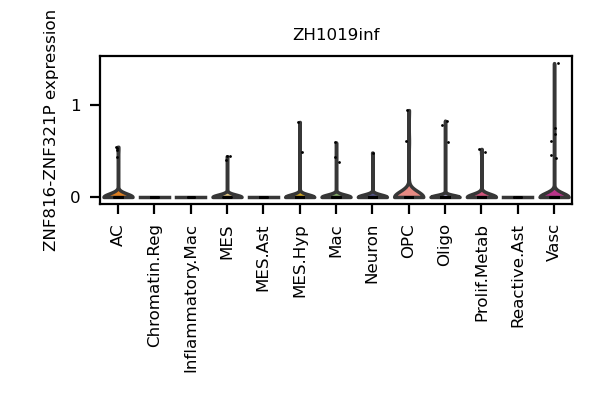 ZH1019inf
ZNF816-ZNF321P expression
1
0
AC
Chromatin.Reg
Inflammatory.Mac
MES
MES.Ast
MES.Hyp
Mac
Neuron
OPC
Oligo
Prolif.Metab
Reactive.Ast
Vasc